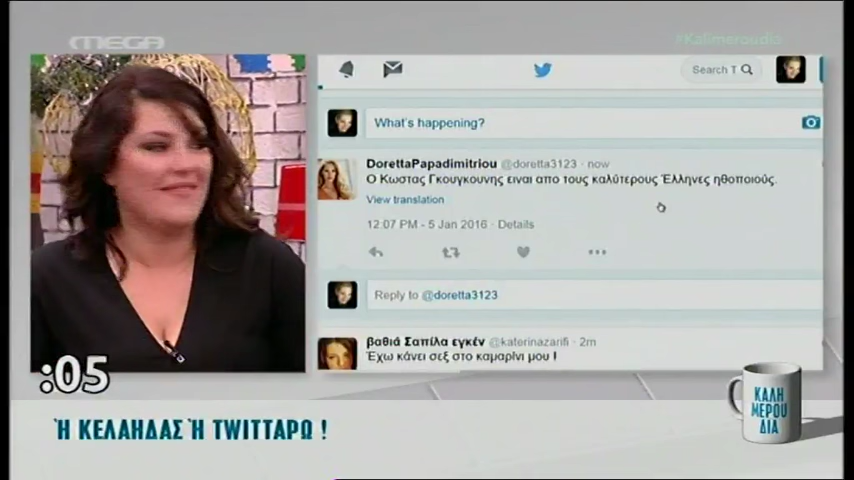 MEGA
#Kalimeroudia
Search T
What's happening?
DorettaPapadimitriou @doretta3123 · now
Ο Κωστας Γκουγκουνης ειναι απο τους καλύτερους Έλληνες ηθοποιούς.
View translation
12:07 PM - 5 Jan 2016 · Details
Reply to @doretta3123
βαθιά Σαπίλα εγκέν @katerinazarifi · 2m
Έχω κάνει σεξ στο καμαρίνι μου !
:05
Ή ΚΕΛΑΗΔΑΣ Ή TWITTΑΡΩ !
ΚΑΛΗ
ΜΕΡΟΥ
ΔΙΑ